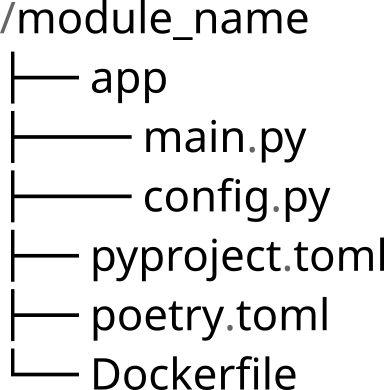 /module_name
├── app
├──── main.py
├──── config.py
├── pyproject.toml
├── poetry.toml
└── Dockerfile